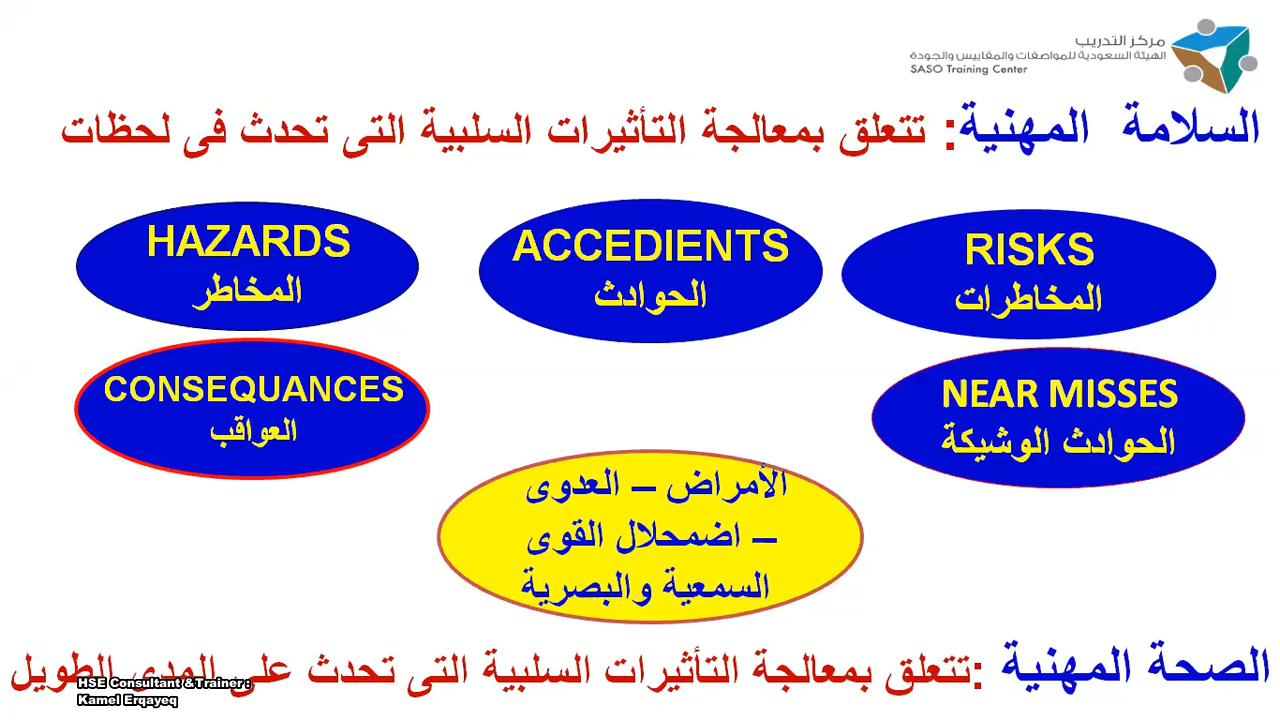 مركز التدريب
الهيئة السعودية للمواصفات والمقاييس والجودة
SASO Training Center
السلامة المهنية: تتعلق بمعالجة التأثيرات السلبية التى تحدث فى لحظات
HAZARDS
المخاطر
ACCEDIENTS
الحوادث
RISKS
المخاطرات
CONSEQUANCES
العواقب
NEAR MISSES
الحوادث الوشيكة
الأمراض – العدوى
– اضمحلال القوى
السمعية والبصرية
الصحة المهنية :تتعلق بمعالجة التأثيرات السلبية التى تحدث على المدى الطويل
HSE Consultant &Trainer :
Kamel Erqayeq